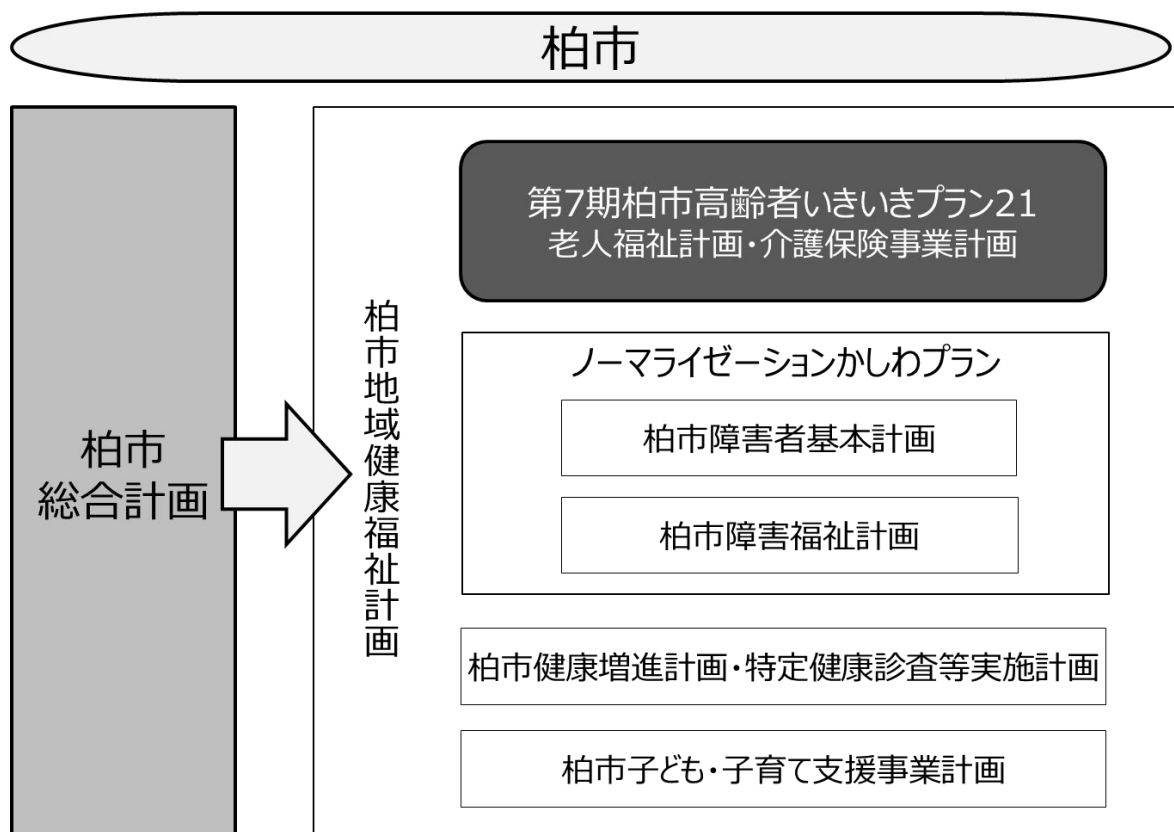 柏市
柏市
総合計画
柏市地域健康福祉計画
第7期柏市高齢者いきいきプラン21
老人福祉計画・介護保険事業計画
ノーマライゼーションかしわプラン
柏市障害者基本計画
柏市障害福祉計画
柏市健康増進計画・特定健康診査等実施計画
柏市子ども・子育て支援事業計画